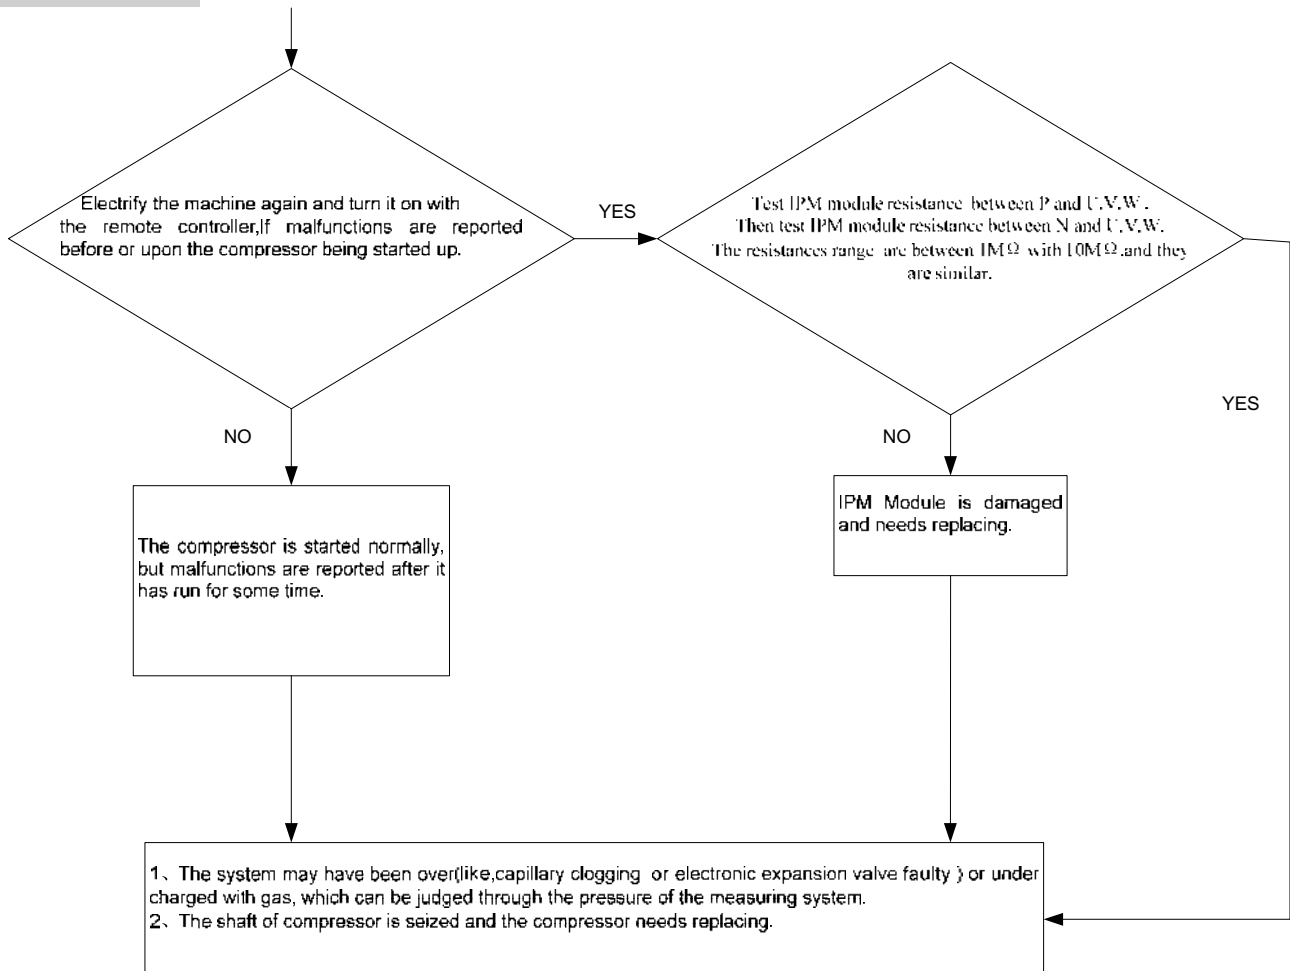 Electrify the machine again and turn it on with
the remote controller,If malfunctions are reported
before or upon the compressor being started up.
YES
Test IPM module resistance between P and U,V,W .
Then test IPM module resistance between N and U,V,W.
The resistances range are between 1MΩ with 10MΩ.and they
are similar.
YES
NO
NO
The compressor is started normally,
but malfunctions are reported after it
has run for some time.
IPM Module is damaged
and needs replacing.
1、The system may have been over(like,capillary clogging or electronic expansion valve faulty ) or under
charged with gas, which can be judged through the pressure of the measuring system.
2、The shaft of compressor is seized and the compressor needs replacing.